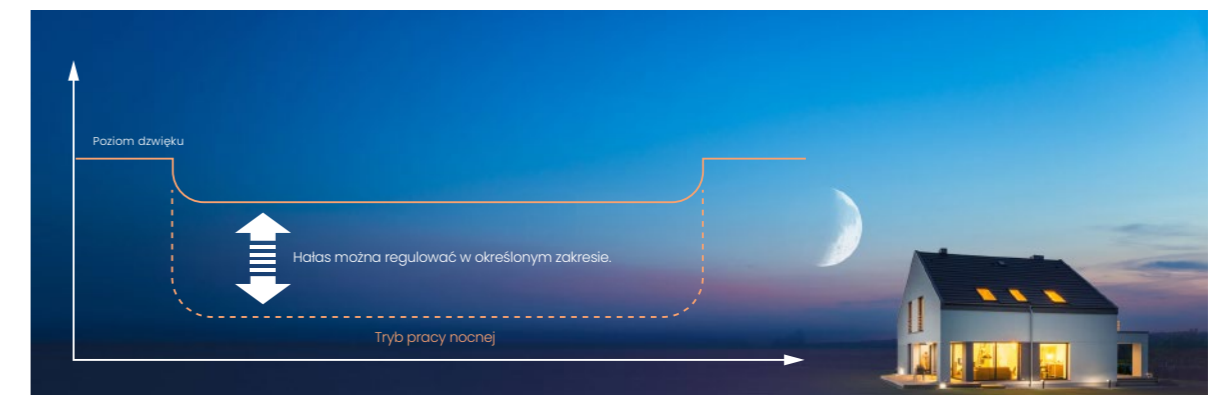 Poziom dzwięku
Hałas można regulować w określonym zakresie.
Tryb pracy nocnej